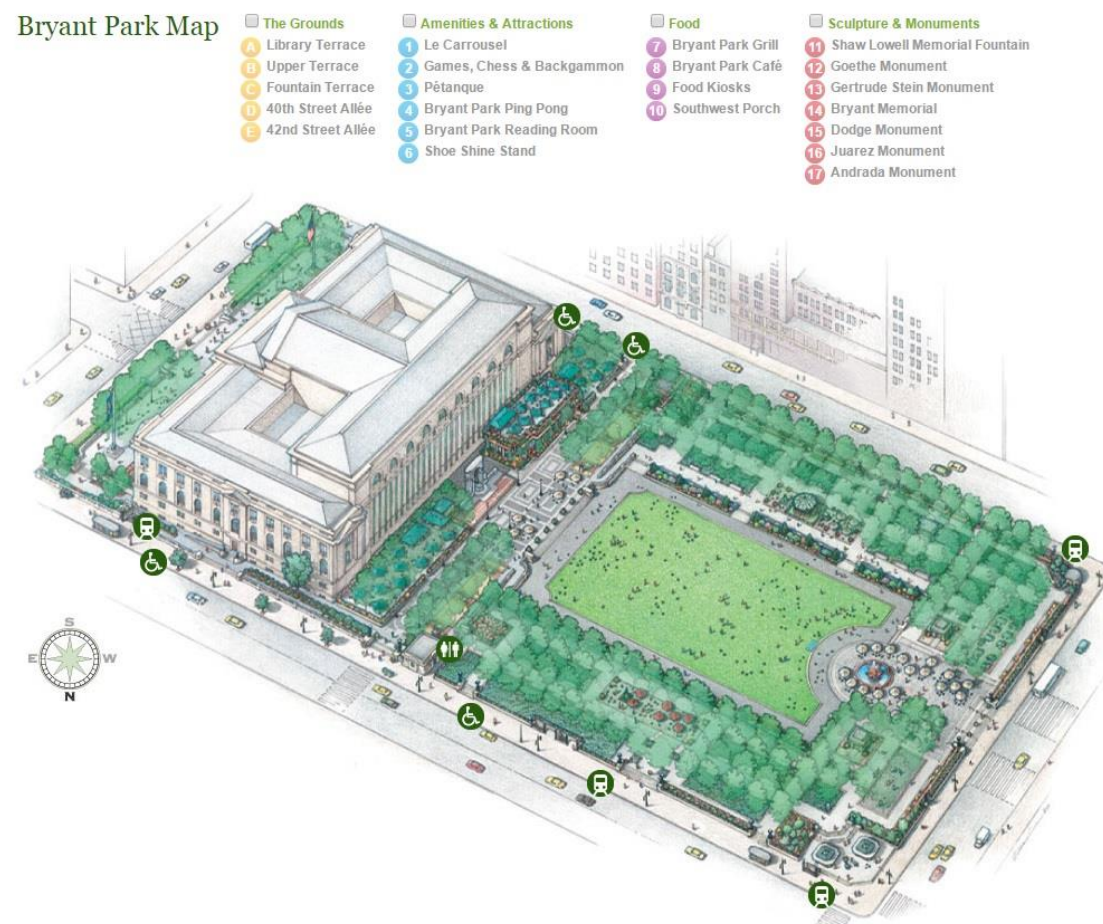 Bryant Park Map
The Grounds
A Library Terrace
B Upper Terrace
C Fountain Terrace
D 40th Street Allée
E 42nd Street Allée
Amenities & Attractions
1 Le Carrousel
2 Games, Chess & Backgammon
3 Pétanque
4 Bryant Park Ping Pong
5 Bryant Park Reading Room
6 Shoe Shine Stand
Food
7 Bryant Park Grill
8 Bryant Park Café
9 Food Kiosks
10 Southwest Porch
Sculpture & Monuments
11 Shaw Lowell Memorial Fountain
12 Goethe Monument
13 Gertrude Stein Monument
14 Bryant Memorial
15 Dodge Monument
16 Juarez Monument
17 Andrada Monument
S
E W
N